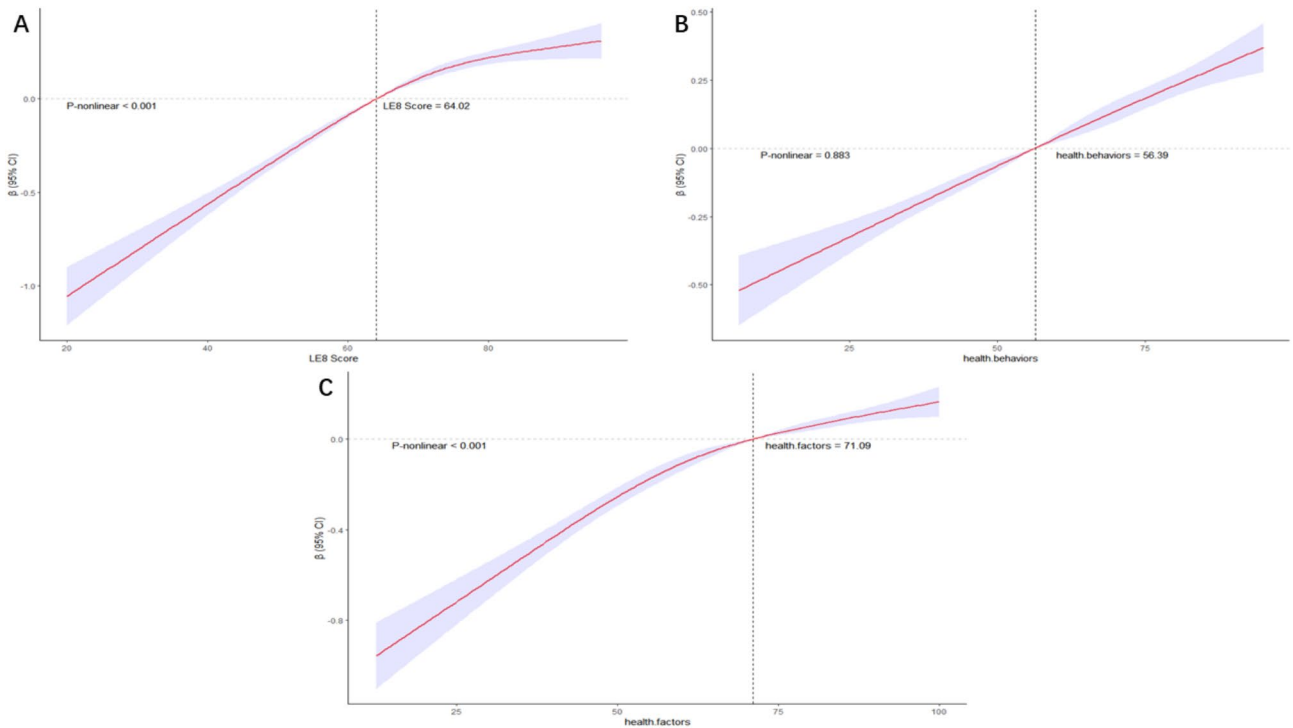 A
0.0
P-nonlinear < 0.001
LE8 Score = 64.02
β (95% CI)
-0.5
-1.0
20
40
60
80
LE8 Score
B
0.50
0.25
0.00
P-nonlinear = 0.883
health.behaviors = 56.39
β (95% CI)
-0.25
-0.50
25
50
75
health.behaviors
C
0.0
P-nonlinear < 0.001
health.factors = 71.09
β (95% CI)
-0.4
-0.8
25
50
75
100
health.factors